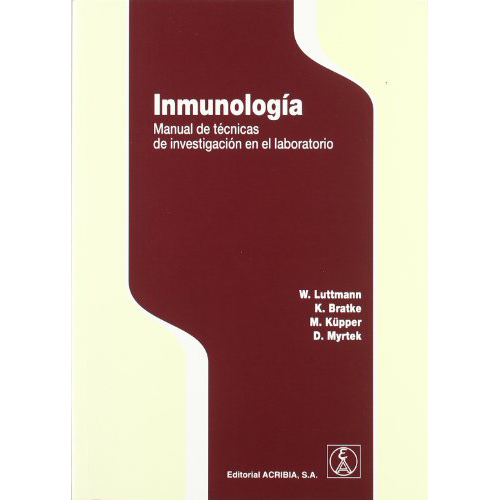 Inmunología
Manual de técnicas
de investigación en el laboratorio
W. Luttmann
K. Bratke
M. Küpper
D. Myrtek
Editorial ACRIBIA, S.A.